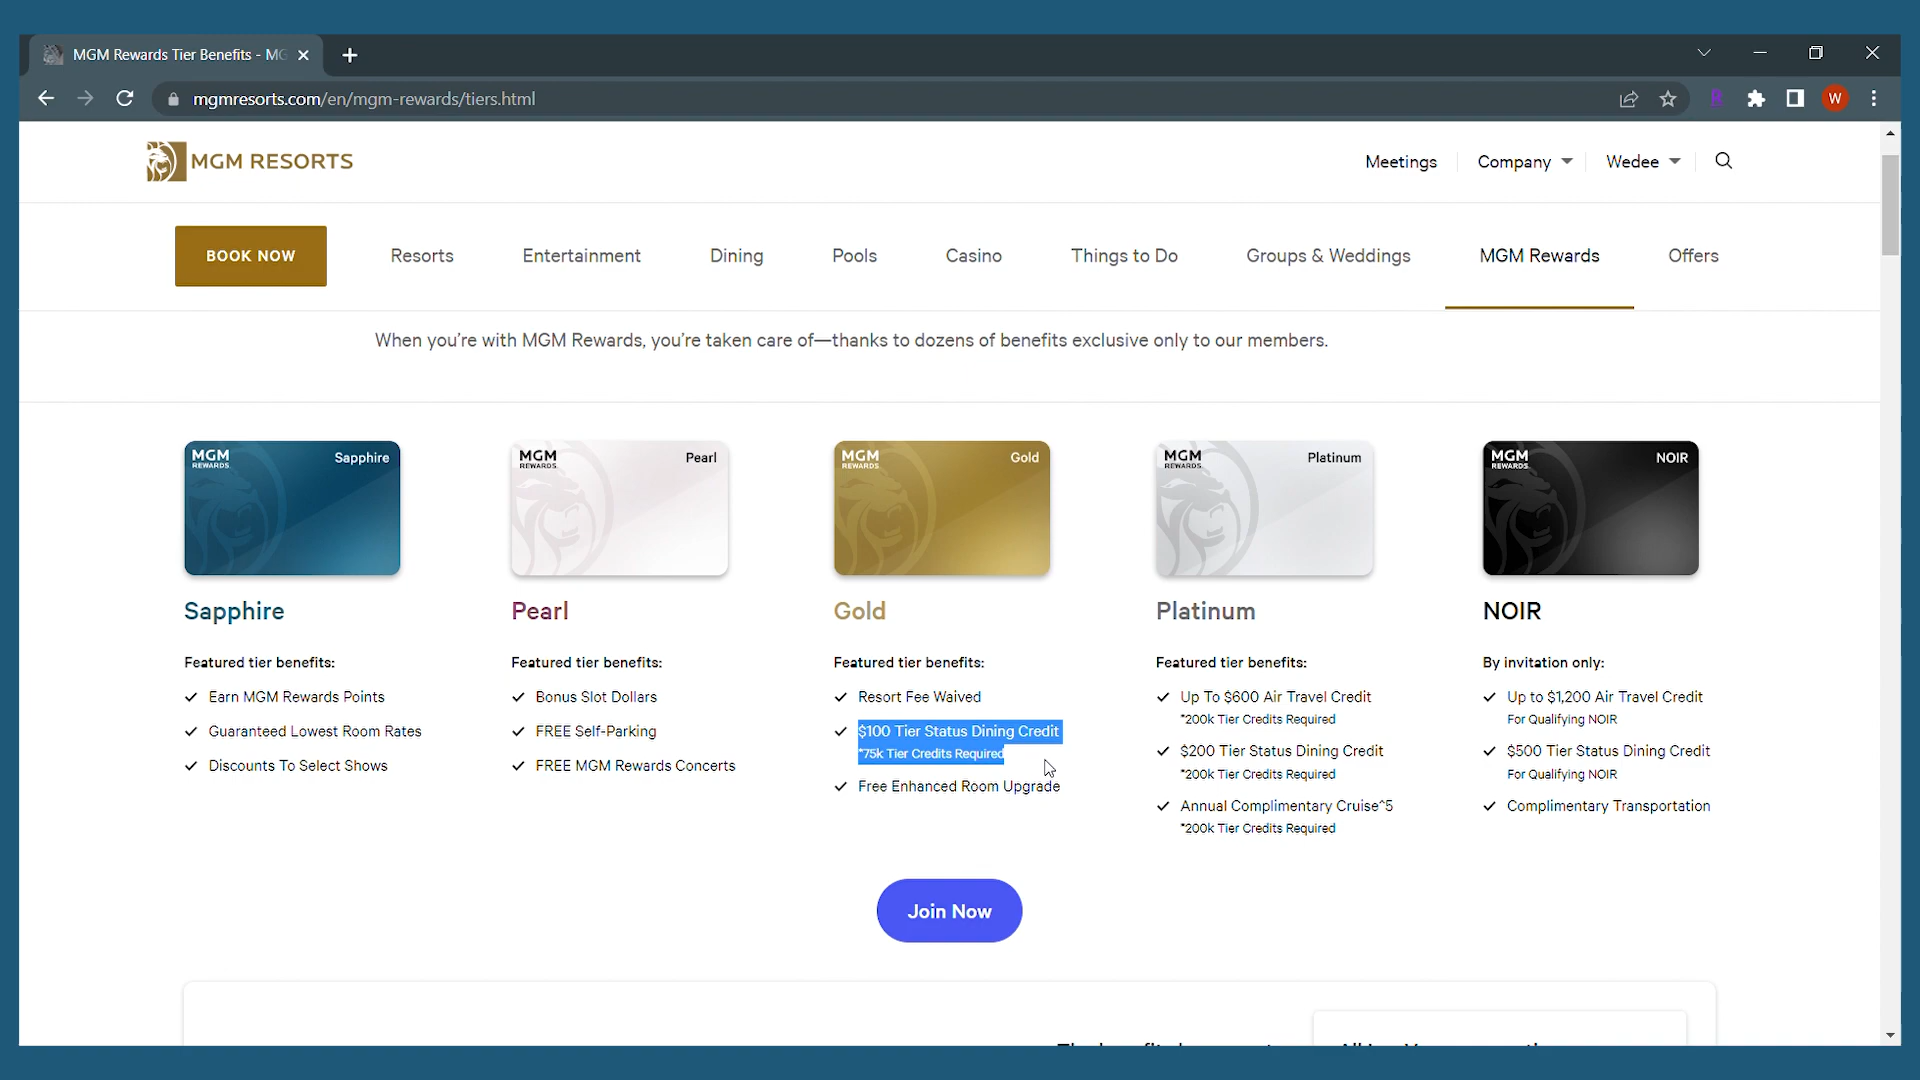 MGM Rewards Tier Benefits - MG
mgmresorts.com/en/mgm-rewards/tiers.html
W
MGM RESORTS
Meetings
Company
Wedee
BOOK NOW
Resorts
Entertainment
Dining
Pools
Casino
Things to Do
Groups & Weddings
MGM Rewards
Offers
When you're with MGM Rewards, you're taken care of—thanks to dozens of benefits exclusive only to our members.
MGM
REWARDS
Sapphire
Sapphire
Featured tier benefits:
Earn MGM Rewards Points
Guaranteed Lowest Room Rates
Discounts To Select Shows
MGM
REWARDS
Pearl
Pearl
Featured tier benefits:
Bonus Slot Dollars
FREE Self-Parking
FREE MGM Rewards Concerts
MGM
REWARDS
Gold
Gold
Featured tier benefits:
Resort Fee Waived
$100 Tier Status Dining Credit
*75k Tier Credits Required
Free Enhanced Room Upgrade
MGM
REWARDS
Platinum
Platinum
Featured tier benefits:
Up To $600 Air Travel Credit
*200k Tier Credits Required
$200 Tier Status Dining Credit
*200k Tier Credits Required
Annual Complimentary Cruise^5
*200k Tier Credits Required
MGM
REWARDS
NOIR
NOIR
By invitation only:
Up to $1,200 Air Travel Credit
For Qualifying NOIR
$500 Tier Status Dining Credit
For Qualifying NOIR
Complimentary Transportation
Join Now